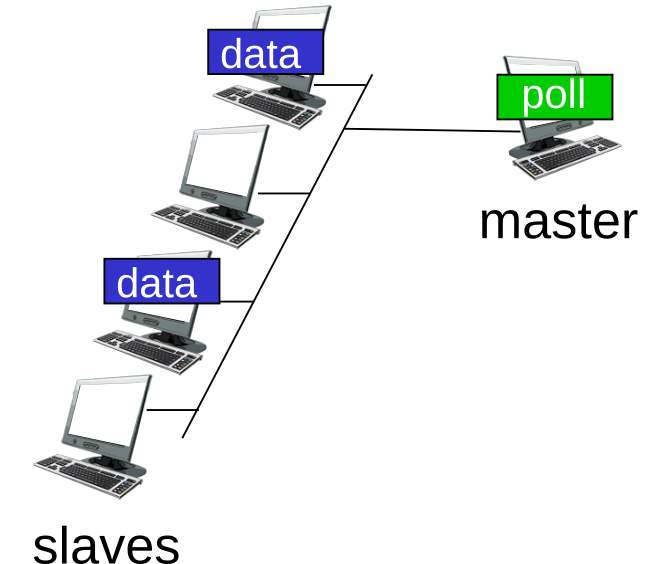 data
poll
master
data
slaves